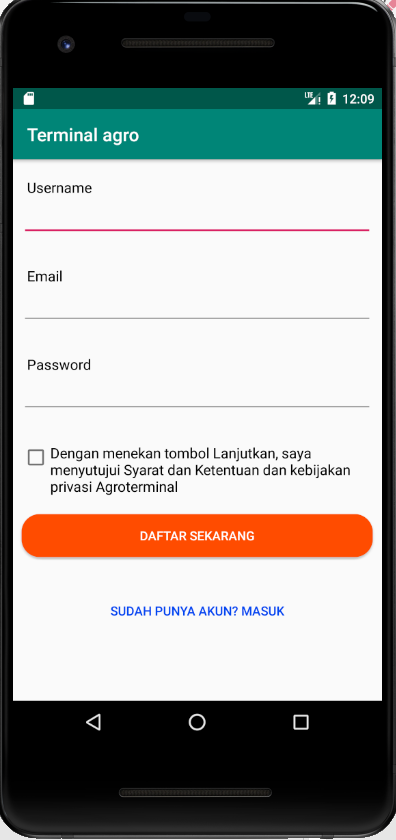 LTE 12:09
Terminal agro
Username
Email
Password
Dengan menekan tombol Lanjutkan, saya
menyutujui Syarat dan Ketentuan dan kebijakan
privasi Agroterminal
DAFTAR SEKARANG
SUDAH PUNYA AKUN? MASUK